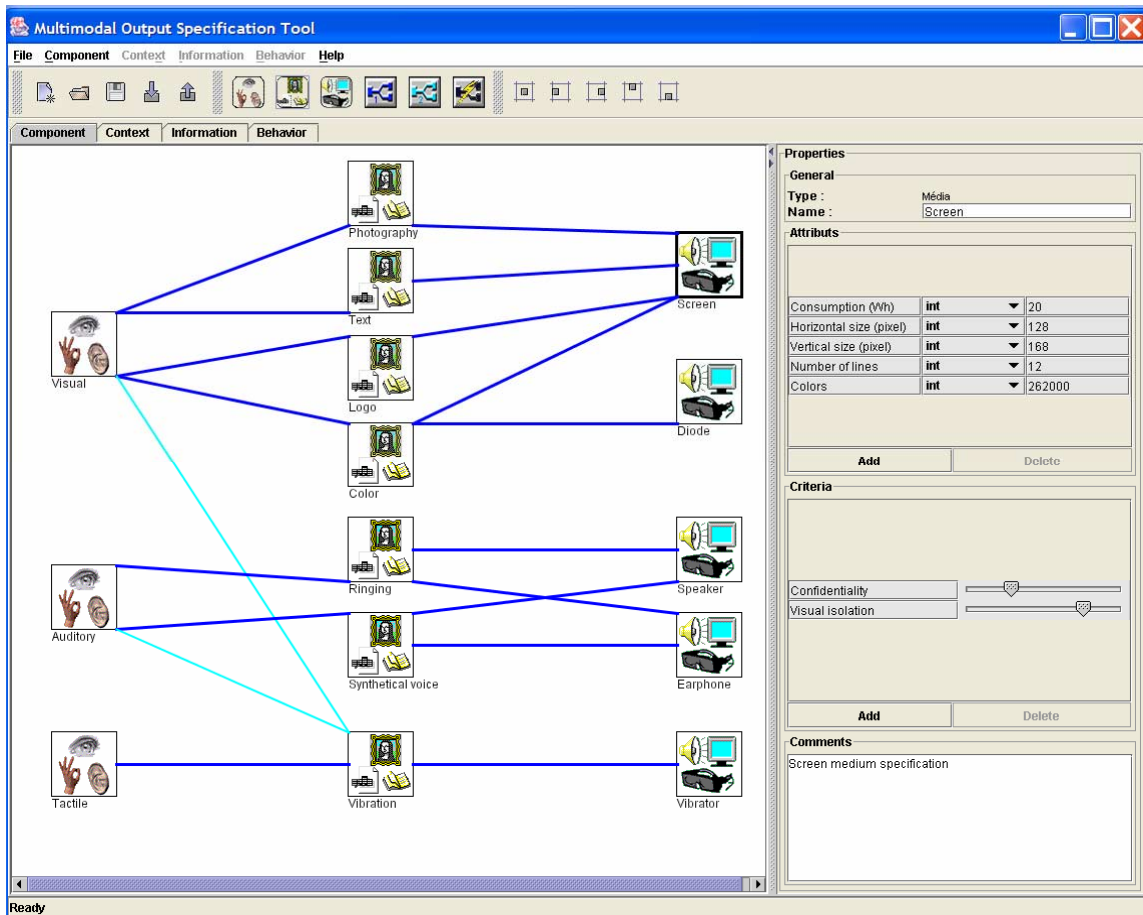 Multimodal Output Specification Tool
File Component Context Information Behavior Help
Component Context Information Behavior
Photography
Text
Visual
Logo
Color
Screen
Diode
Auditory
Ringing
Synthetical voice
Speaker
Earphone
Tactile
Vibration
Vibrator
Properties
General
Type : Média
Name : Screen
Attributs
Consumption (Wh) int 20
Horizontal size (pixel) int 128
Vertical size (pixel) int 168
Number of lines int 12
Colors int 262000
Add Delete
Criteria
Confidentiality
Visual isolation
Add Delete
Comments
Screen medium specification
Ready